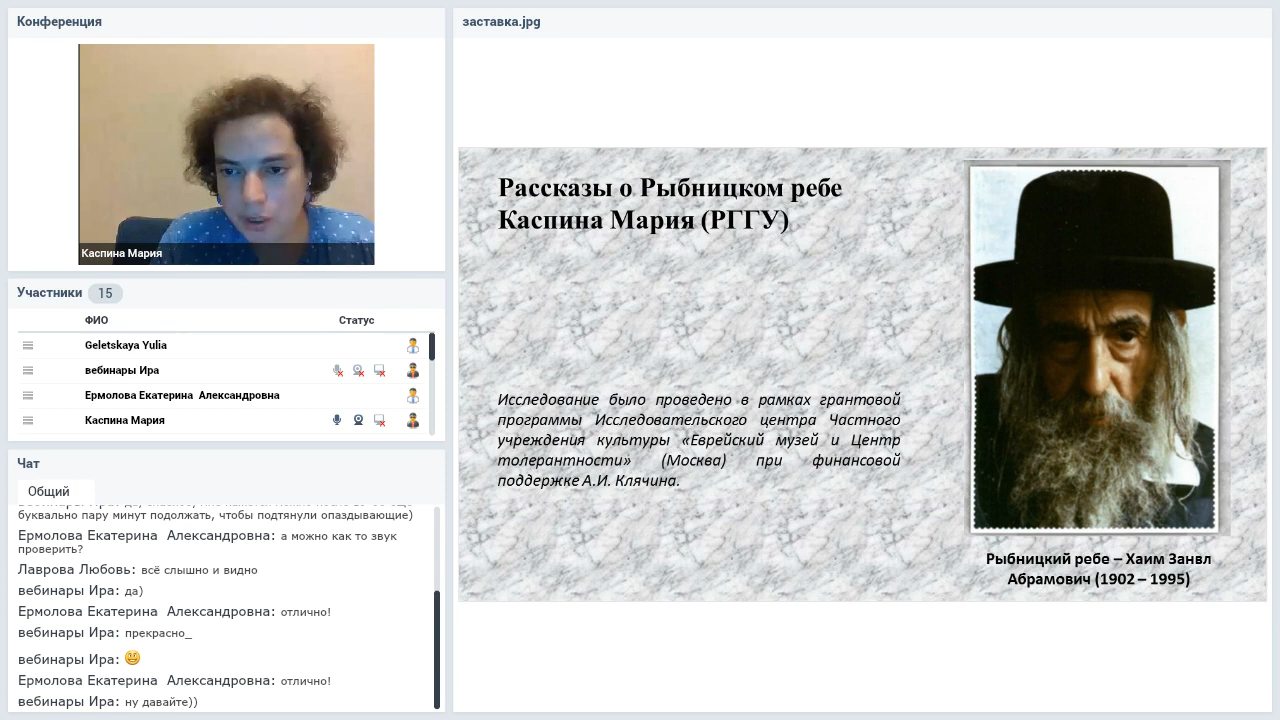 Конференция
Каспина Мария
Участники 15
ФИО Статус
Geletskaya Yulia
вебинары Ира
Ермолова Екатерина Александровна
Каспина Мария
Чат
Общий
буквально пару минут подолжать, чтобы подтянули опаздывающие)
Ермолова Екатерина Александровна: а можно как то звук
проверить?
Лаврова Любовь: всё слышно и видно
вебинары Ира: да)
Ермолова Екатерина Александровна: отлично!
вебинары Ира: прекрасно_
вебинары Ира:
Ермолова Екатерина Александровна: отлично!
вебинары Ира: ну давайте))
заставка.jpg
Рассказы о Рыбницком ребе
Каспина Мария (РГГУ)
Исследование было проведено в рамках грантовой
программы Исследовательского центра Частного
учреждения культуры «Еврейский музей и Центр
толерантности» (Москва) при финансовой
поддержке А.И. Клячина.
Рыбницкий ребе – Хаим Занвл
Абрамович (1902 – 1995)